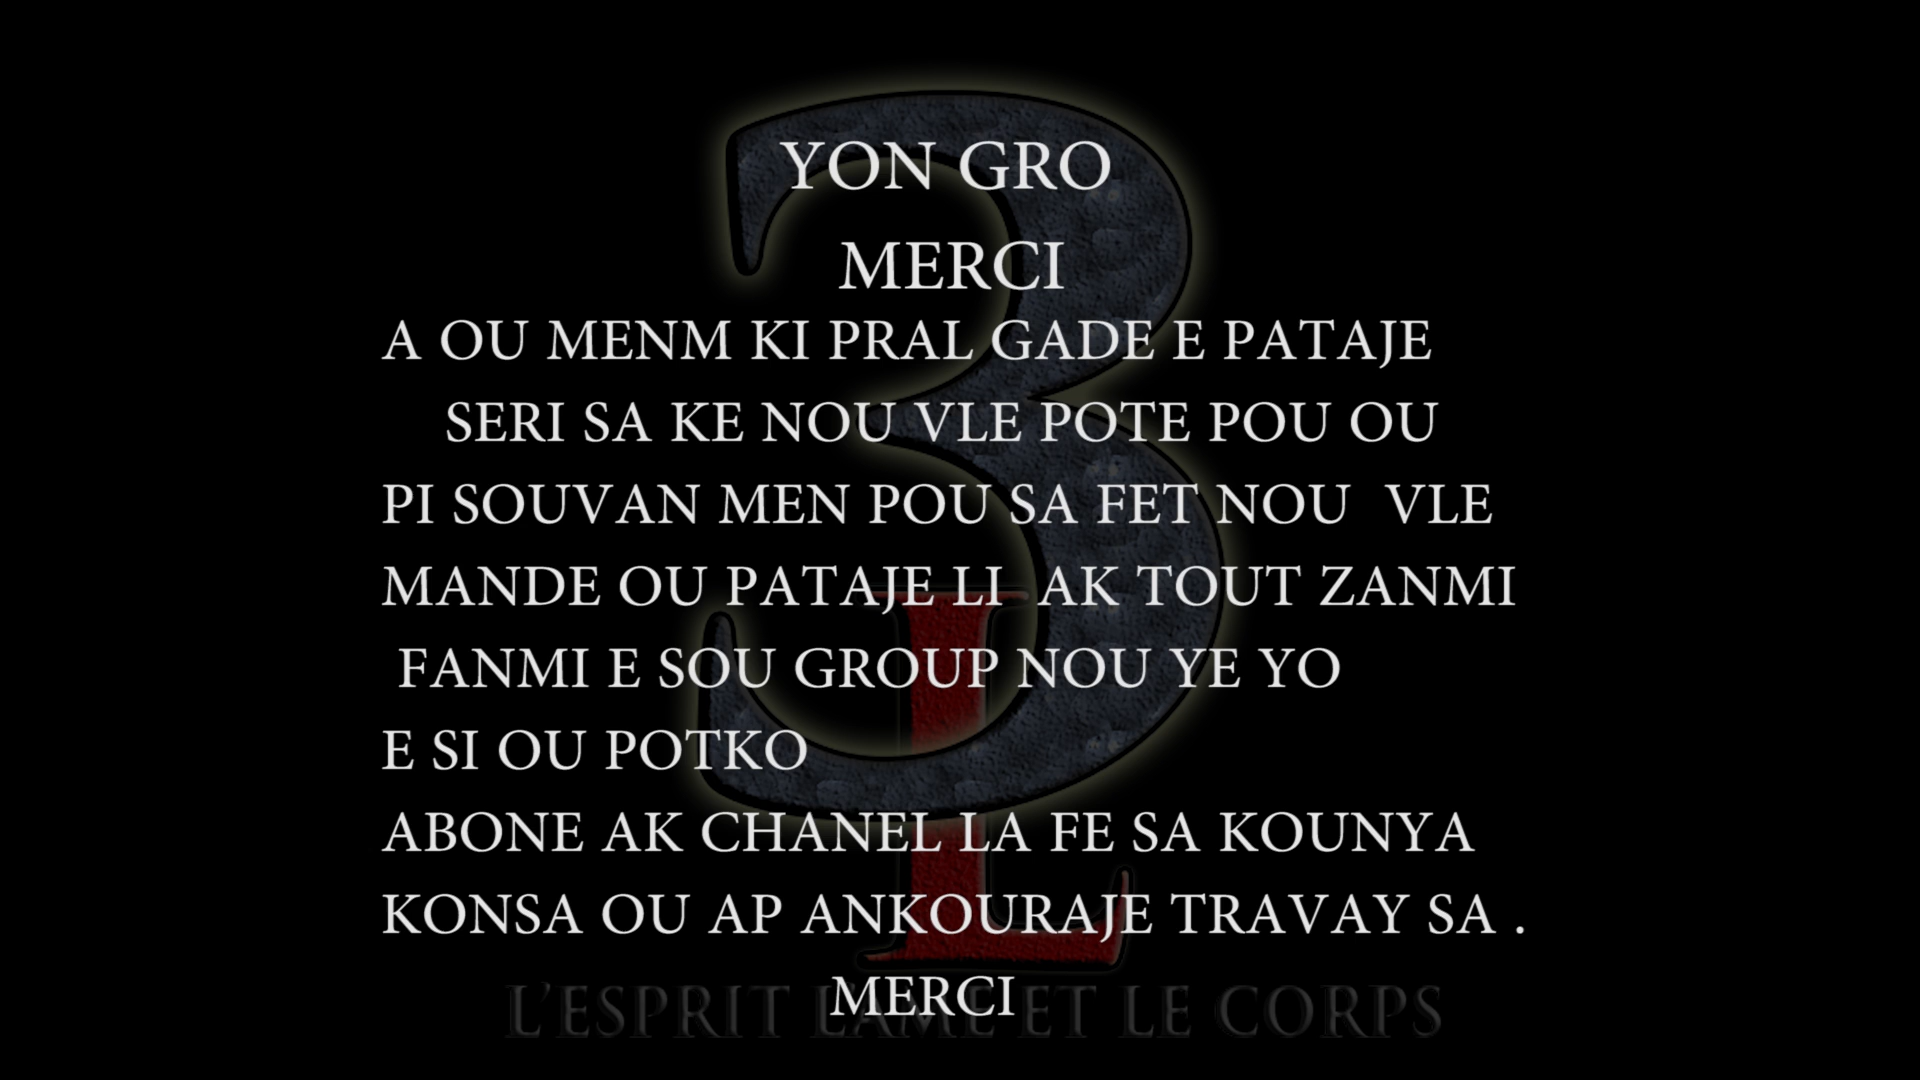 YON GRO
MERCI
A OU MENM KI PRAL GADE E PATAJE
SERI SA KE NOU VLE POTE POU OU
PI SOUVAN MEN POU SA FET NOU VLE
MANDE OU PATAJE LI AK TOUT ZANMI
FANMI E SOU GROUP NOU YE YO
E SI OU POTKO
ABONE AK CHANEL LA FE SA KOUNYA
KONSA OU AP ANKOURAJE TRAVAY SA .
MERCI
3
L
L'ESPRIT L'AME ET LE CORPS